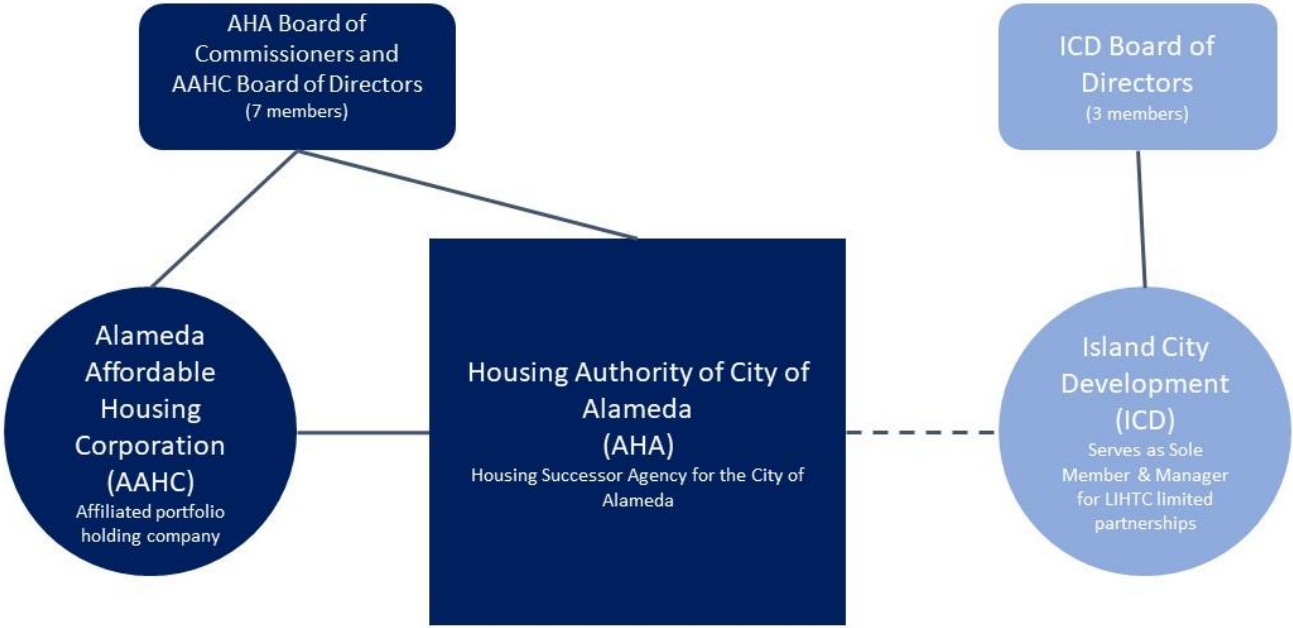 AHA Board of
Commissioners and
AAHC Board of Directors
(7 members)
ICD Board of
Directors
(3 members)
Alameda
Affordable
Housing
Corporation
(AAHC)
Affiliated portfolio
holding company
Housing Authority of City of
Alameda
(AHA)
Housing Successor Agency for the City of
Alameda
Island City
Development
(ICD)
Serves as Sole
Member & Manager
for LIHTC limited
partnerships